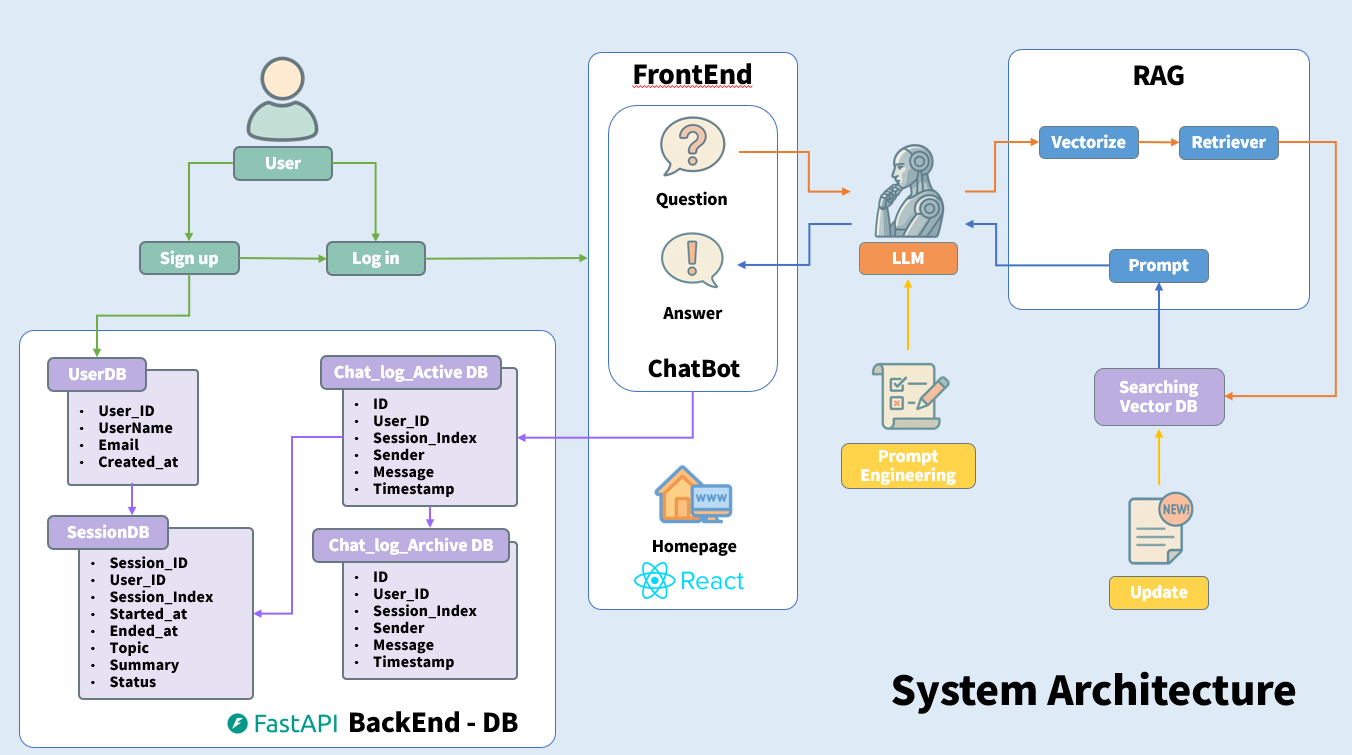 User
Sign up
Log in
FrontEnd
Question
Answer
ChatBot
Homepage
WWW
React
LLM
Prompt
Engineering
RAG
Vectorize
Retriever
Prompt
Searching
Vector DB
NEW!
Update
UserDB
· User_ID
· UserName
· Email
· Created_at
SessionDB
· Session_ID
· User_ID
· Session_Index
· Started_at
· Ended_at
· Topic
· Summary
· Status
Chat_log_Active DB
· ID
· User_ID
· Session_Index
· Sender
· Message
· Timestamp
Chat_log_Archive DB
· ID
· User_ID
· Session_Index
· Sender
· Message
· Timestamp
FastAPI BackEnd - DB
System Architecture